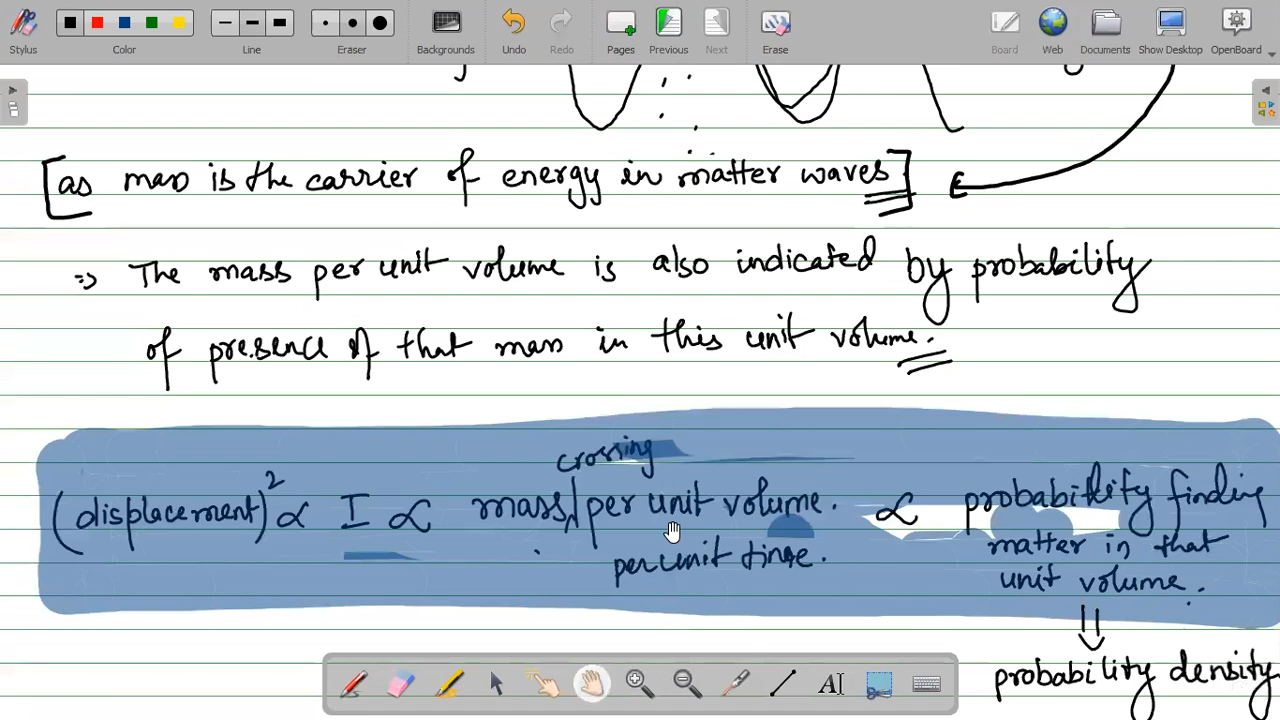 Stylus
Color
Line
Eraser
Backgrounds
Undo
Redo
Pages
Previous
Next
Erase
Board
Web
Documents
Show Desktop
OpenBoard
[as mass is the carrier of energy in matter waves]
⇒ The mass per unit volume is also indicated by probability
of presence of that mass in this unit volume.
crossing
(displacement)² ∝ I ∝ mass per unit volume. ∝ probability finding
per unit time. matter in that
unit volume.
probability density